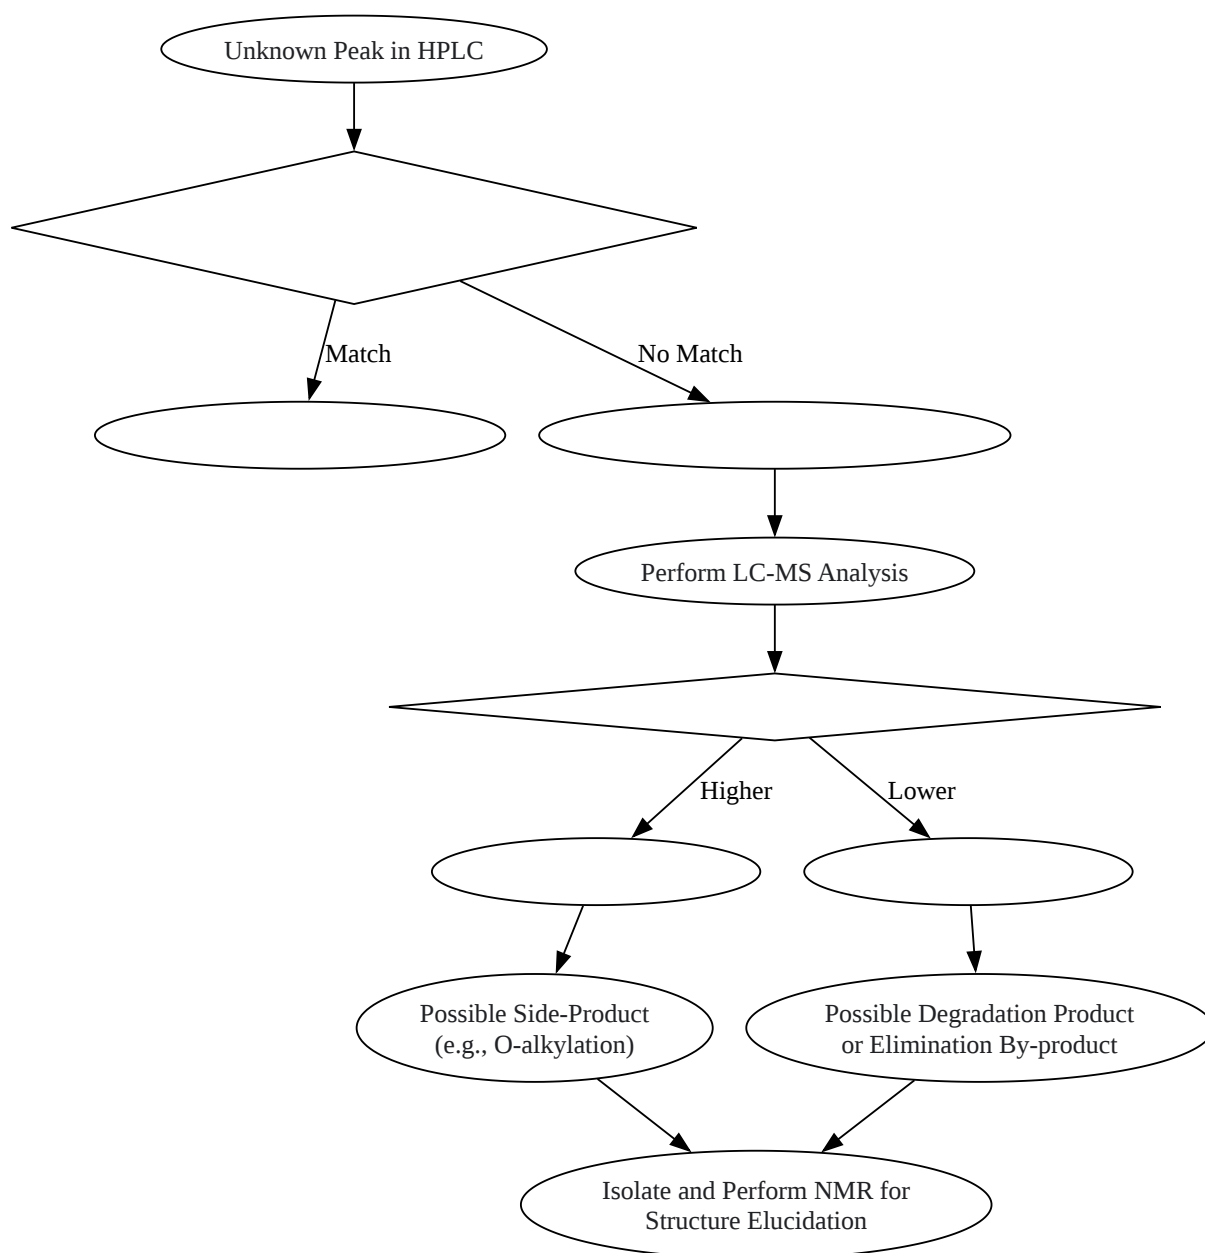 Unknown Peak in HPLC
Match
No Match
Perform LC-MS Analysis
Higher
Lower
Possible Side-Product
(e.g., O-alkylation)
Possible Degradation Product
or Elimination By-product
Isolate and Perform NMR for
Structure Elucidation